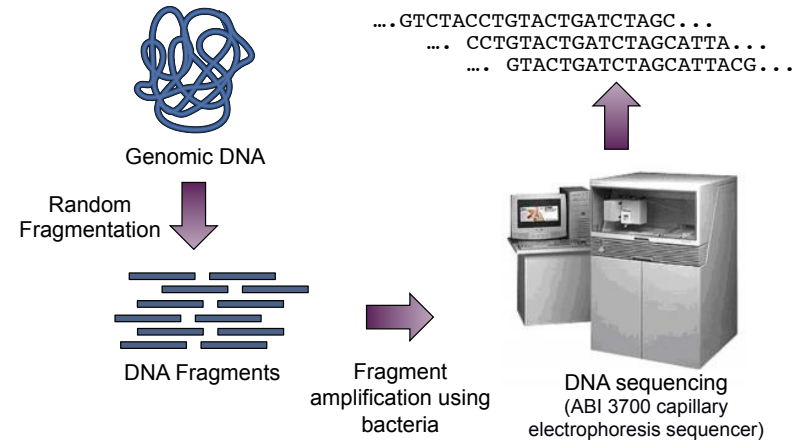 ….GTCTACCTGTACTGATCTAGC...
…. CCTGTACTGATCTAGCATTA...
…. GTACTGATCTAGCATTACG...
Genomic DNA
Random
Fragmentation
DNA Fragments
Fragment
amplification using
bacteria
DNA sequencing
(ABI 3700 capillary
electrophoresis sequencer)